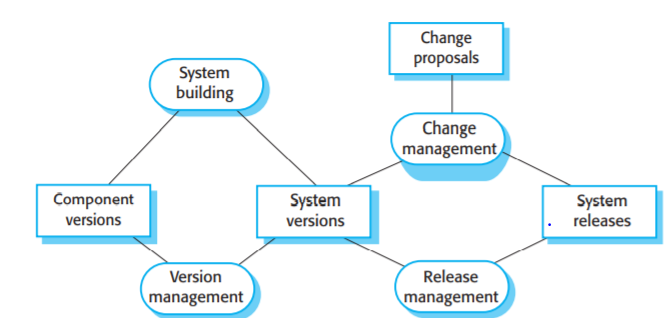 Change
proposals
System
building
Change
management
Component
versions
System
versions
System
releases
Version
management
Release
management